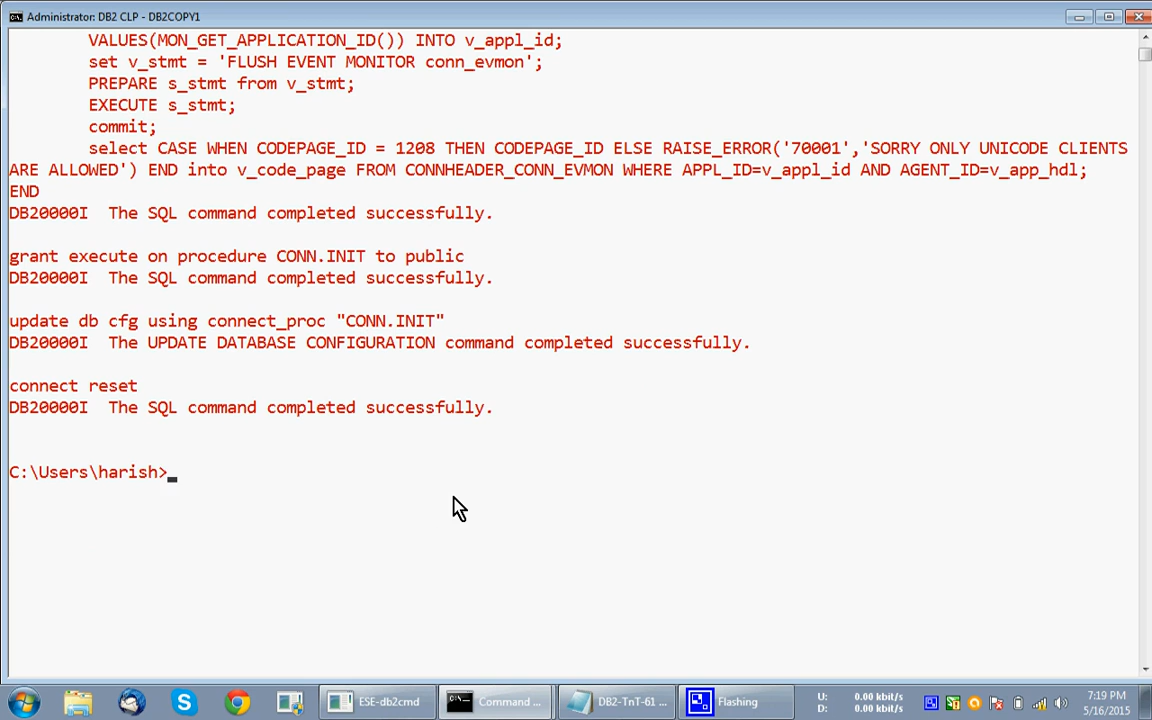 Administrator: DB2 CLP - DB2COPY1
VALUES(MON_GET_APPLICATION_ID()) INTO v_appl_id;
set v_stmt = 'FLUSH EVENT MONITOR conn_evmon';
PREPARE s_stmt from v_stmt;
EXECUTE s_stmt;
commit;
select CASE WHEN CODEPAGE_ID = 1208 THEN CODEPAGE_ID ELSE RAISE_ERROR('70001','SORRY ONLY UNICODE CLIENTS
ARE ALLOWED') END into v_code_page FROM CONNHEADER_CONN_EVMON WHERE APPL_ID=v_appl_id AND AGENT_ID=v_app_hdl;
END
DB20000I  The SQL command completed successfully.
grant execute on procedure CONN.INIT to public
DB20000I  The SQL command completed successfully.
update db cfg using connect_proc "CONN.INIT"
DB20000I  The UPDATE DATABASE CONFIGURATION command completed successfully.
connect reset
DB20000I  The SQL command completed successfully.
C:\Users\harish>
ESE-db2cmd
Command ...
DB2-TnT-61 ...
Flashing
U: 0.00 kbit/s
D: 0.00 kbit/s
7:19 PM
5/16/2015